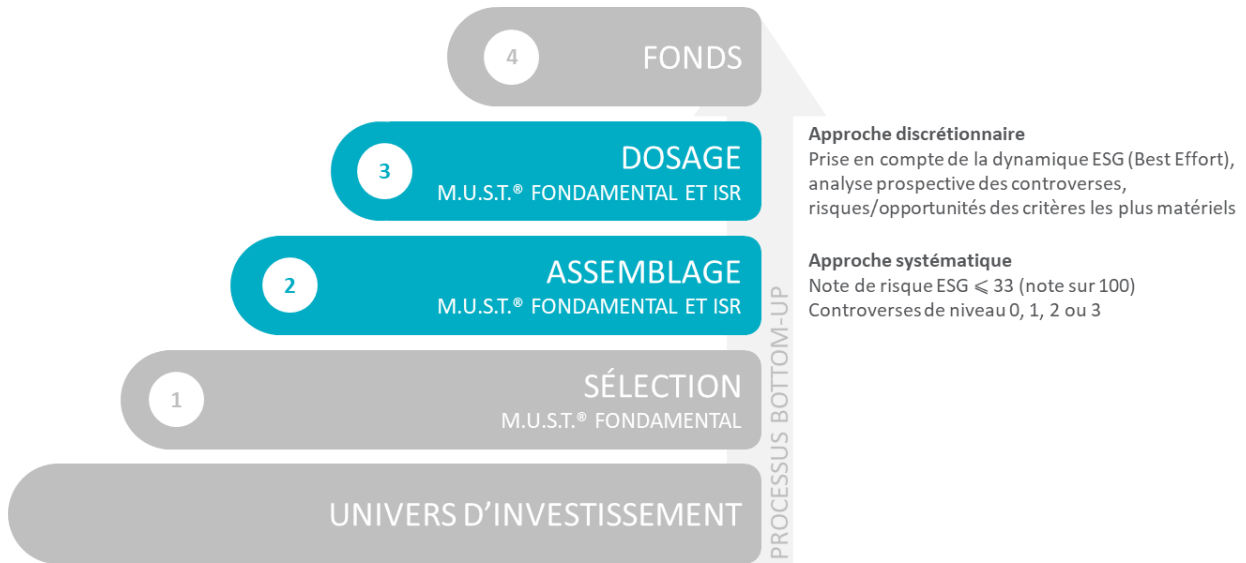 4
FONDS
3
DOSAGE
M.U.S.T.® FONDAMENTAL ET ISR
Approche discrétionnaire
Prise en compte de la dynamique ESG (Best Effort),
analyse prospective des controverses,
risques/opportunités des critères les plus matériels
2
ASSEMBLAGE
M.U.S.T.® FONDAMENTAL ET ISR
Approche systématique
Note de risque ESG ⩽ 33 (note sur 100)
Controverses de niveau 0, 1, 2 ou 3
1
SÉLECTION
M.U.S.T.® FONDAMENTAL
UNIVERS D’INVESTISSEMENT
PROCESSUS BOTTOM-UP